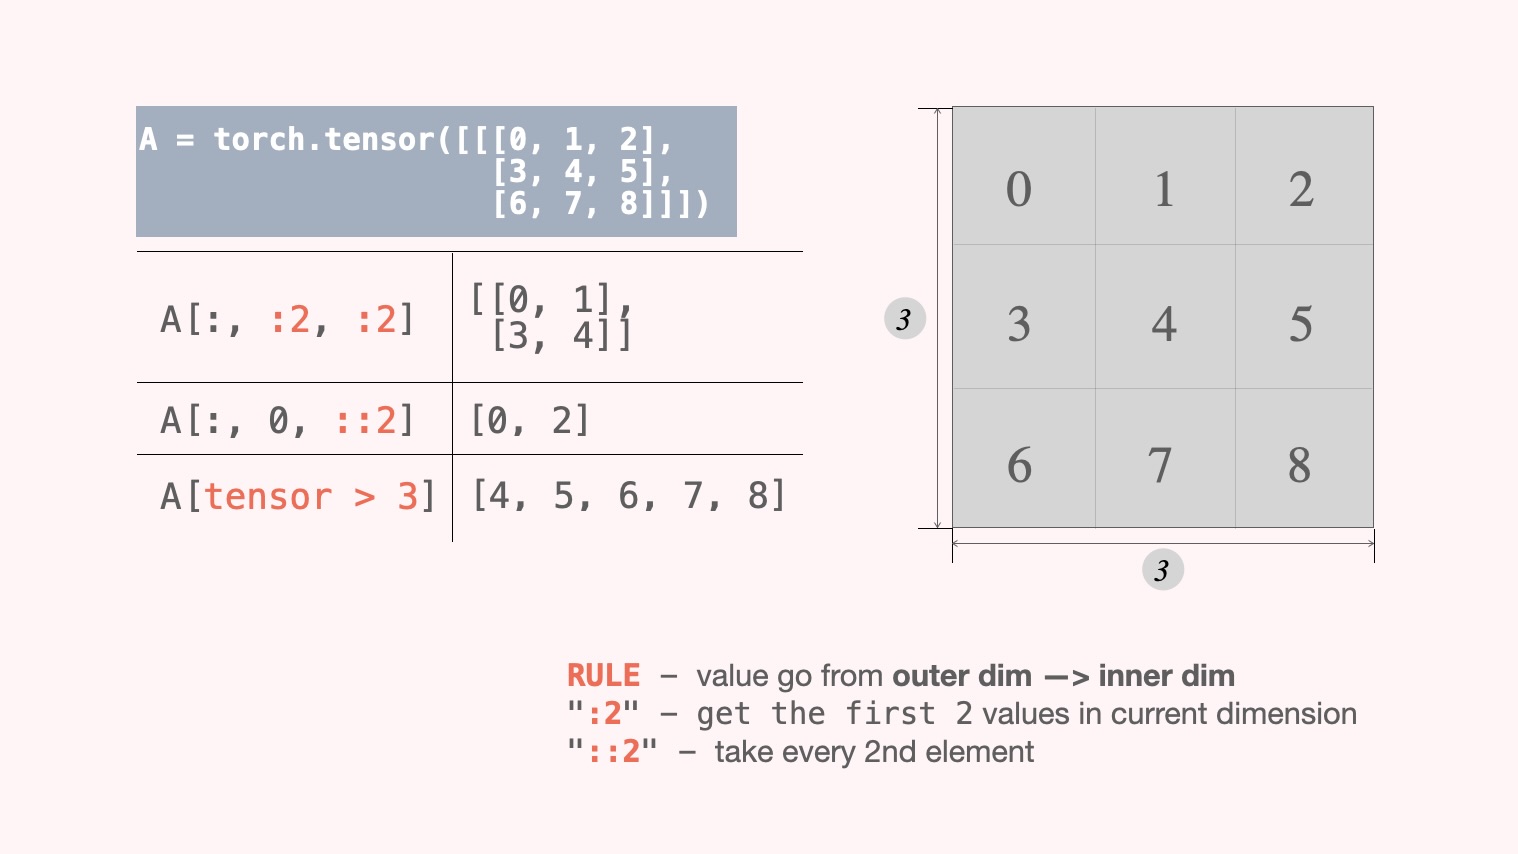 A = torch.tensor([[[0, 1, 2],
[3, 4, 5],
[6, 7, 8]]])
A[:, :2, :2]
[[0, 1],
[3, 4]]
A[:, 0, ::2]
[0, 2]
A[tensor > 3]
[4, 5, 6, 7, 8]
0 1 2
3 4 5
6 7 8
3
3
RULE – value go from outer dim —> inner dim
":2" – get the first 2 values in current dimension
"::2" – take every 2nd element